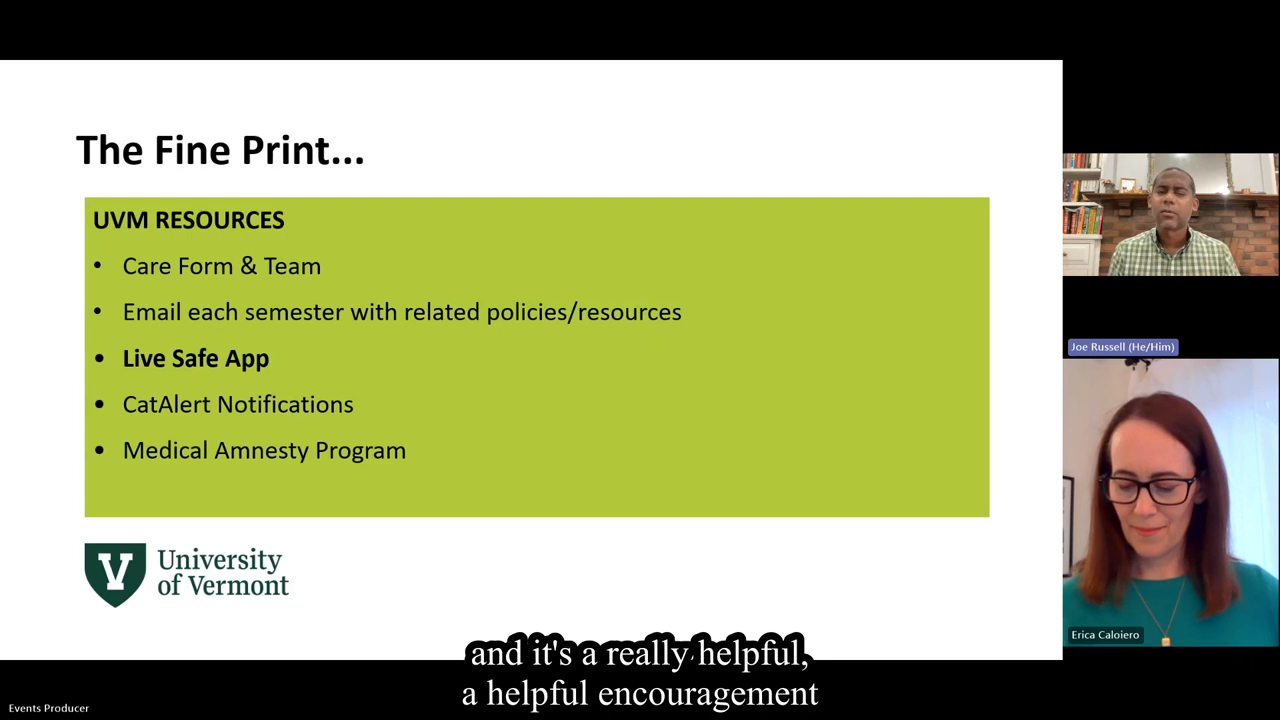 The Fine Print...
UVM RESOURCES
• Care Form & Team
• Email each semester with related policies/resources
• Live Safe App
• CatAlert Notifications
• Medical Amnesty Program
V University
of Vermont
Joe Russell (He/Him)
Erica Caloiero
and it's a really helpful,
a helpful encouragement
Events Producer